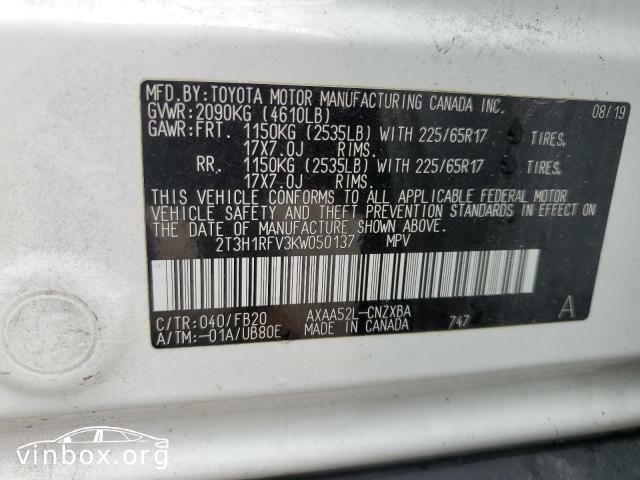 MFD.BY:TOYOTA MOTOR MANUFACTURING CANADA INC. 08/19
GVWR:2090KG (4610LB)
GAWR:FRT. 1150KG (2535LB) WITH 225/65R17 TIRES,
17X7.0J RIMS.
RR. 1150KG (2535LB) WITH 225/65R17 TIRES,
17X7.0J RIMS.
THIS VEHICLE CONFORMS TO ALL APPLICABLE FEDERAL MOTOR
VEHICLE SAFETY AND THEFT PREVENTION STANDARDS IN EFFECT ON
THE DATE OF MANUFACTURE SHOWN ABOVE.
2T3H1RFV3KW050137 MPV
C/TR:040/FB20 AXAA52L-CNZXBA A
A/TM:-01A/UB80E MADE IN CANADA 747
vinbox.org